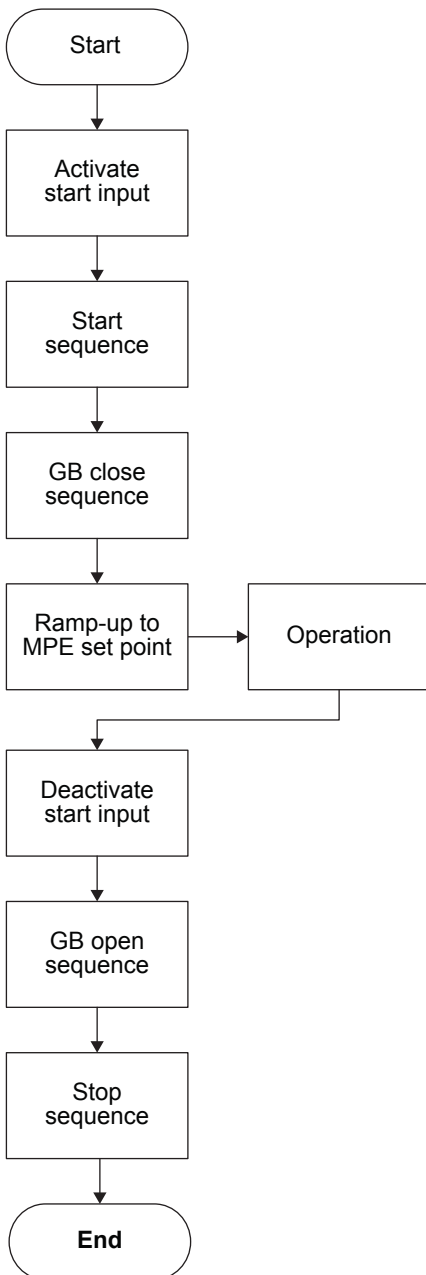 Start
Activate
start input
Start
sequence
GB close
sequence
Ramp-up to
MPE set point
Operation
Deactivate
start input
GB open
sequence
Stop
sequence
End